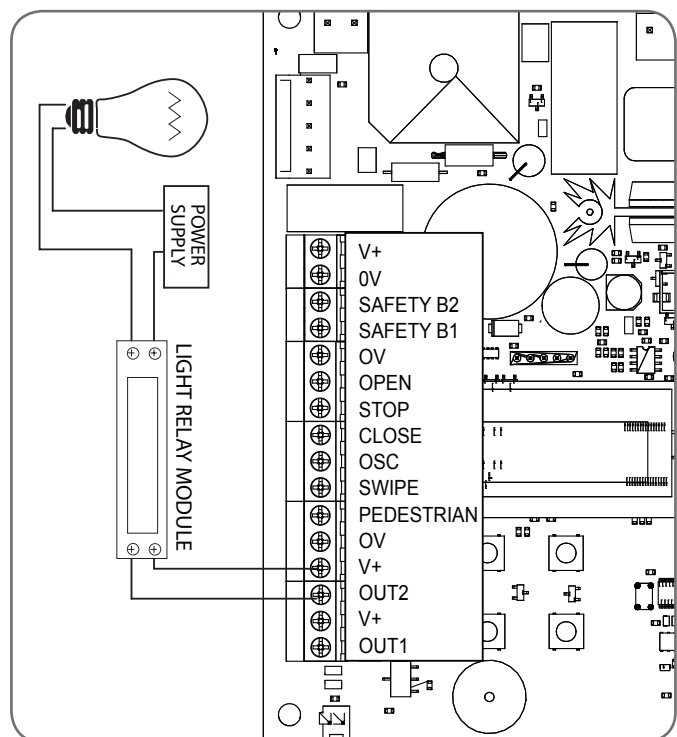 POWER
SUPPLY
LIGHT RELAY MODULE
V+
0V
SAFETY B2
SAFETY B1
OV
OPEN
STOP
CLOSE
OSC
SWIPE
PEDESTRIAN
OV
V+
OUT2
V+
OUT1